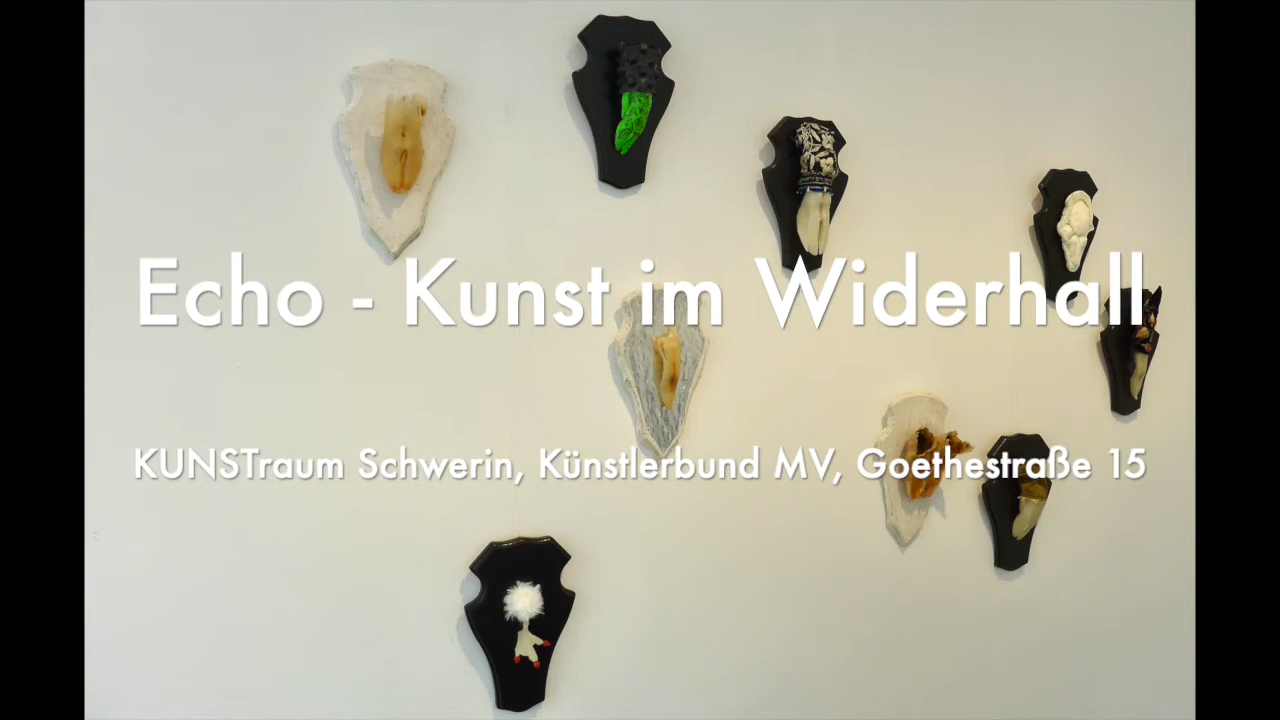 Echo - Kunst im Widerhall
KUNSTraum Schwerin, Künstlerbund MV, Goethestraße 15